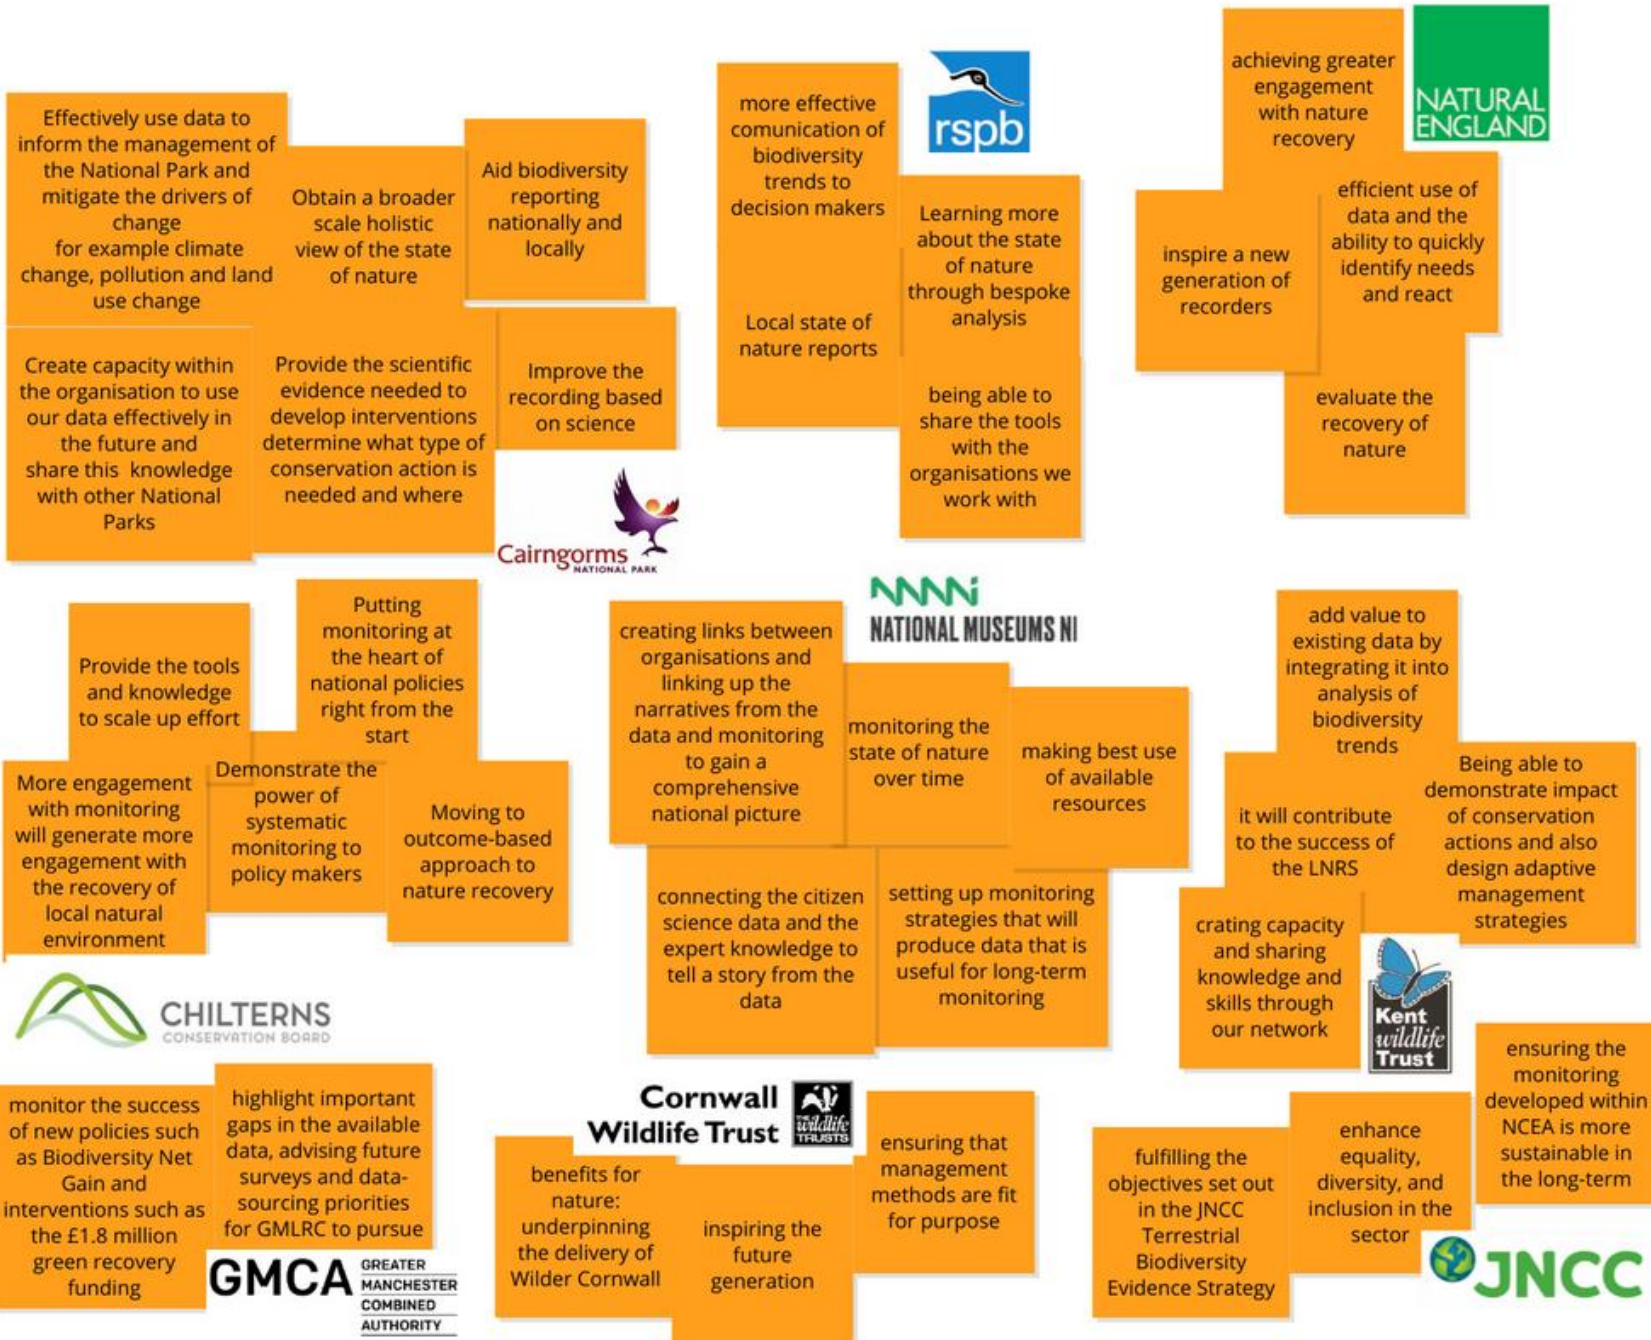 Effectively use data to
inform the management of
the National Park and
mitigate the drivers of
change
for example climate
change, pollution and land
use change
Obtain a broader
scale holistic
view of the state
of nature
Aid biodiversity
reporting
nationally and
locally
Create capacity within
the organisation to use
our data effectively in
the future and
share this knowledge
with other National
Parks
Provide the scientific
evidence needed to
develop interventions
determine what type of
conservation action is
needed and where
Improve the
recording based
on science
Cairngorms
NATIONAL PARK
more effective
comunication of
biodiversity
trends to
decision makers
rspb
Learning more
about the state
of nature
through bespoke
analysis
Local state of
nature reports
being able to
share the tools
with the
organisations we
work with
achieving greater
engagement
with nature
recovery
NATURAL
ENGLAND
inspire a new
generation of
recorders
efficient use of
data and the
ability to quickly
identify needs
and react
evaluate the
recovery of
nature
Provide the tools
and knowledge
to scale up effort
Putting
monitoring at
the heart of
national policies
right from the
start
More engagement
with monitoring
will generate more
engagement with
the recovery of
local natural
environment
Demonstrate the
power of
systematic
monitoring to
policy makers
Moving to
outcome-based
approach to
nature recovery
CHILTERNS
CONSERVATION BOARD
NATIONAL MUSEUMS NI
creating links between
organisations and
linking up the
narratives from the
data and monitoring
to gain a
comprehensive
national picture
monitoring the
state of nature
over time
making best use
of available
resources
connecting the citizen
science data and the
expert knowledge to
tell a story from the
data
setting up monitoring
strategies that will
produce data that is
useful for long-term
monitoring
add value to
existing data by
integrating it into
analysis of
biodiversity
trends
it will contribute
to the success of
the LNRS
Being able to
demonstrate impact
of conservation
actions and also
design adaptive
management
strategies
crating capacity
and sharing
knowledge and
skills through
our network
Kent
wildlife
Trust
monitor the success
of new policies such
as Biodiversity Net
Gain and
interventions such as
the £1.8 million
green recovery
funding
highlight important
gaps in the available
data, advising future
surveys and data-
sourcing priorities
for GMLRC to pursue
GMCA
GREATER
MANCHESTER
COMBINED
AUTHORITY
Cornwall
Wildlife Trust
THE
wildlife
TRUSTS
benefits for
nature:
underpinning
the delivery of
Wilder Cornwall
inspiring the
future
generation
ensuring that
management
methods are fit
for purpose
fulfilling the
objectives set out
in the JNCC
Terrestrial
Biodiversity
Evidence Strategy
enhance
equality,
diversity, and
inclusion in the
sector
ensuring the
monitoring
developed within
NCEA is more
sustainable in
the long-term
JNCC